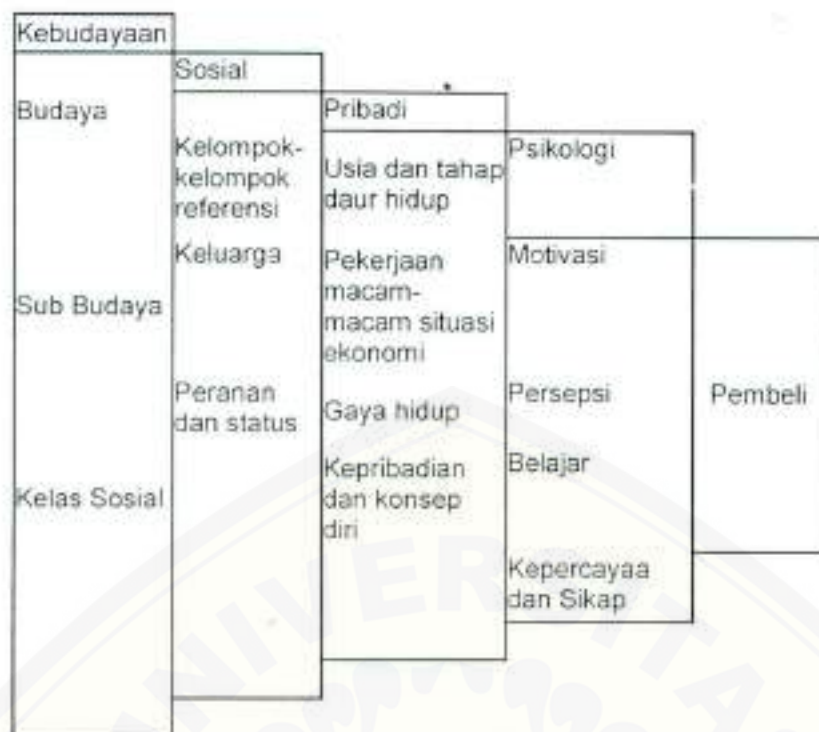 Kebudayaan
Budaya
Sub Budaya
Kelas Sosial
Sosial
Kelompok-
kelompok
referensi
Keluarga
Peranan
dan status
Pribadi
Usia dan tahap
daur hidup
Pekerjaan
macam-
macam situasi
ekonomi
Gaya hidup
Kepribadian
dan konsep
diri
Psikologi
Motivasi
Persepsi
Belajar
Kepercayaa
dan Sikap
Pembeli
UNIVERSITA